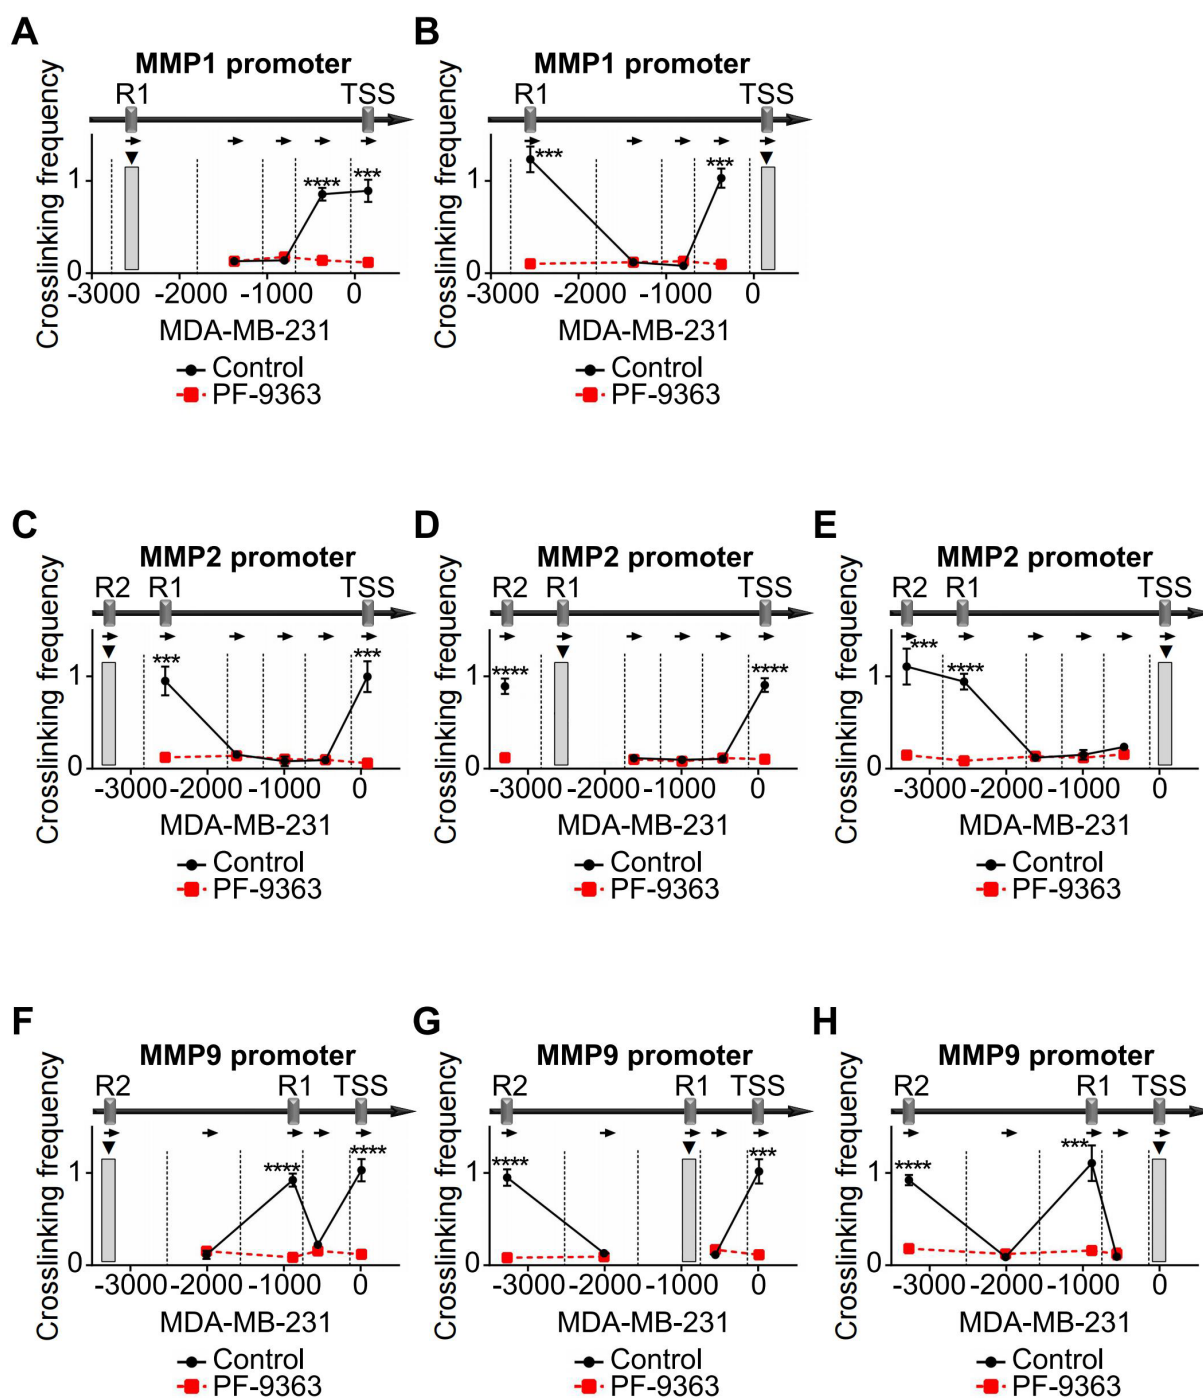 A
MMP1 promoter
R1 TSS
Crosslinking frequency
*** 
****
1
0
-3000 -2000 -1000 0
MDA-MB-231
Control
PF-9363
B
MMP1 promoter
R1 TSS
Crosslinking frequency
***
***
1
0
-3000 -2000 -1000 0
MDA-MB-231
Control
PF-9363
C
MMP2 promoter
R2 R1 TSS
Crosslinking frequency
*** ***
1
0
-3000 -2000 -1000 0
MDA-MB-231
Control
PF-9363
D
MMP2 promoter
R2 R1 TSS
Crosslinking frequency
**** ****
1
0
-3000 -2000 -1000 0
MDA-MB-231
Control
PF-9363
E
MMP2 promoter
R2 R1 TSS
Crosslinking frequency
***
****
1
0
-3000 -2000 -1000 0
MDA-MB-231
Control
PF-9363
F
MMP9 promoter
R2 R1 TSS
Crosslinking frequency
****
****
1
0
-3000 -2000 -1000 0
MDA-MB-231
Control
PF-9363
G
MMP9 promoter
R2 R1 TSS
Crosslinking frequency
**** ***
1
0
-3000 -2000 -1000 0
MDA-MB-231
Control
PF-9363
H
MMP9 promoter
R2 R1 TSS
Crosslinking frequency
***
****
1
0
-3000 -2000 -1000 0
MDA-MB-231
Control
PF-9363